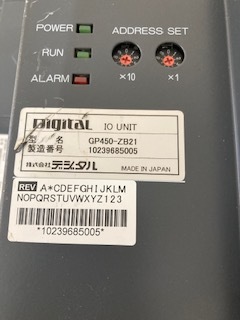 POWER
ADDRESS SET
RUN
ALARM
×10 ×1
Digital IO UNIT
型 名 GP450-ZB21
製造番号 10239685005
株式会社 デジタル MADE IN JAPAN
REV A*CDEFGHIJKLM
NOPQRSTUVWXYZ123
*10239685005*